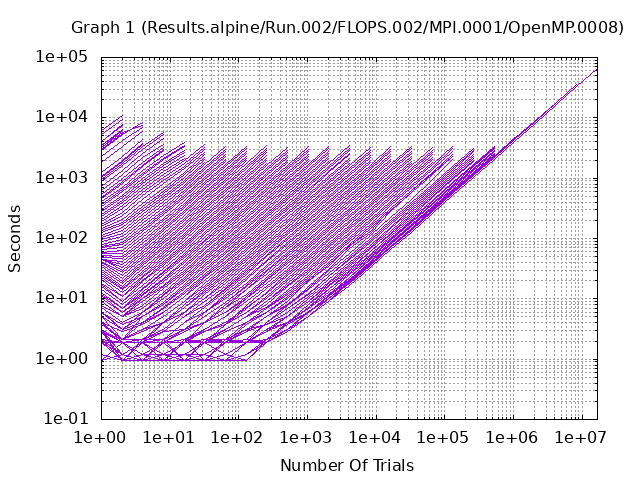 Graph 1 (Results.alpine/Run.002/FLOPS.002/MPI.0001/OpenMP.0008)
1e+05
1e+04
1e+03
1e+02
1e+01
1e+00
1e-01
Seconds
1e+00 1e+01 1e+02 1e+03 1e+04 1e+05 1e+06 1e+07
Number Of Trials